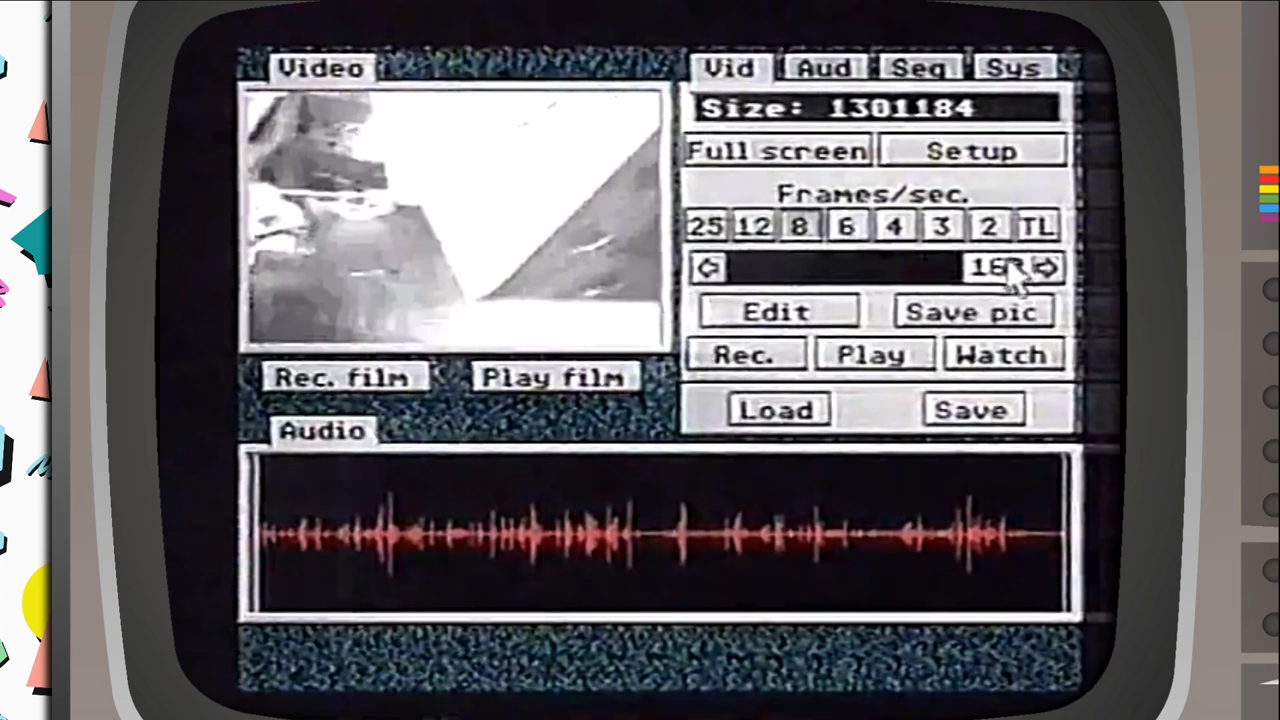 Video
Vid Aud Seq Sys
Size: 1301184
Full screen Setup
Frames/sec.
25 12 8 6 4 3 2 TL
Edit Save pic
Rec. Play Watch
Rec. film Play film
Load Save
Audio